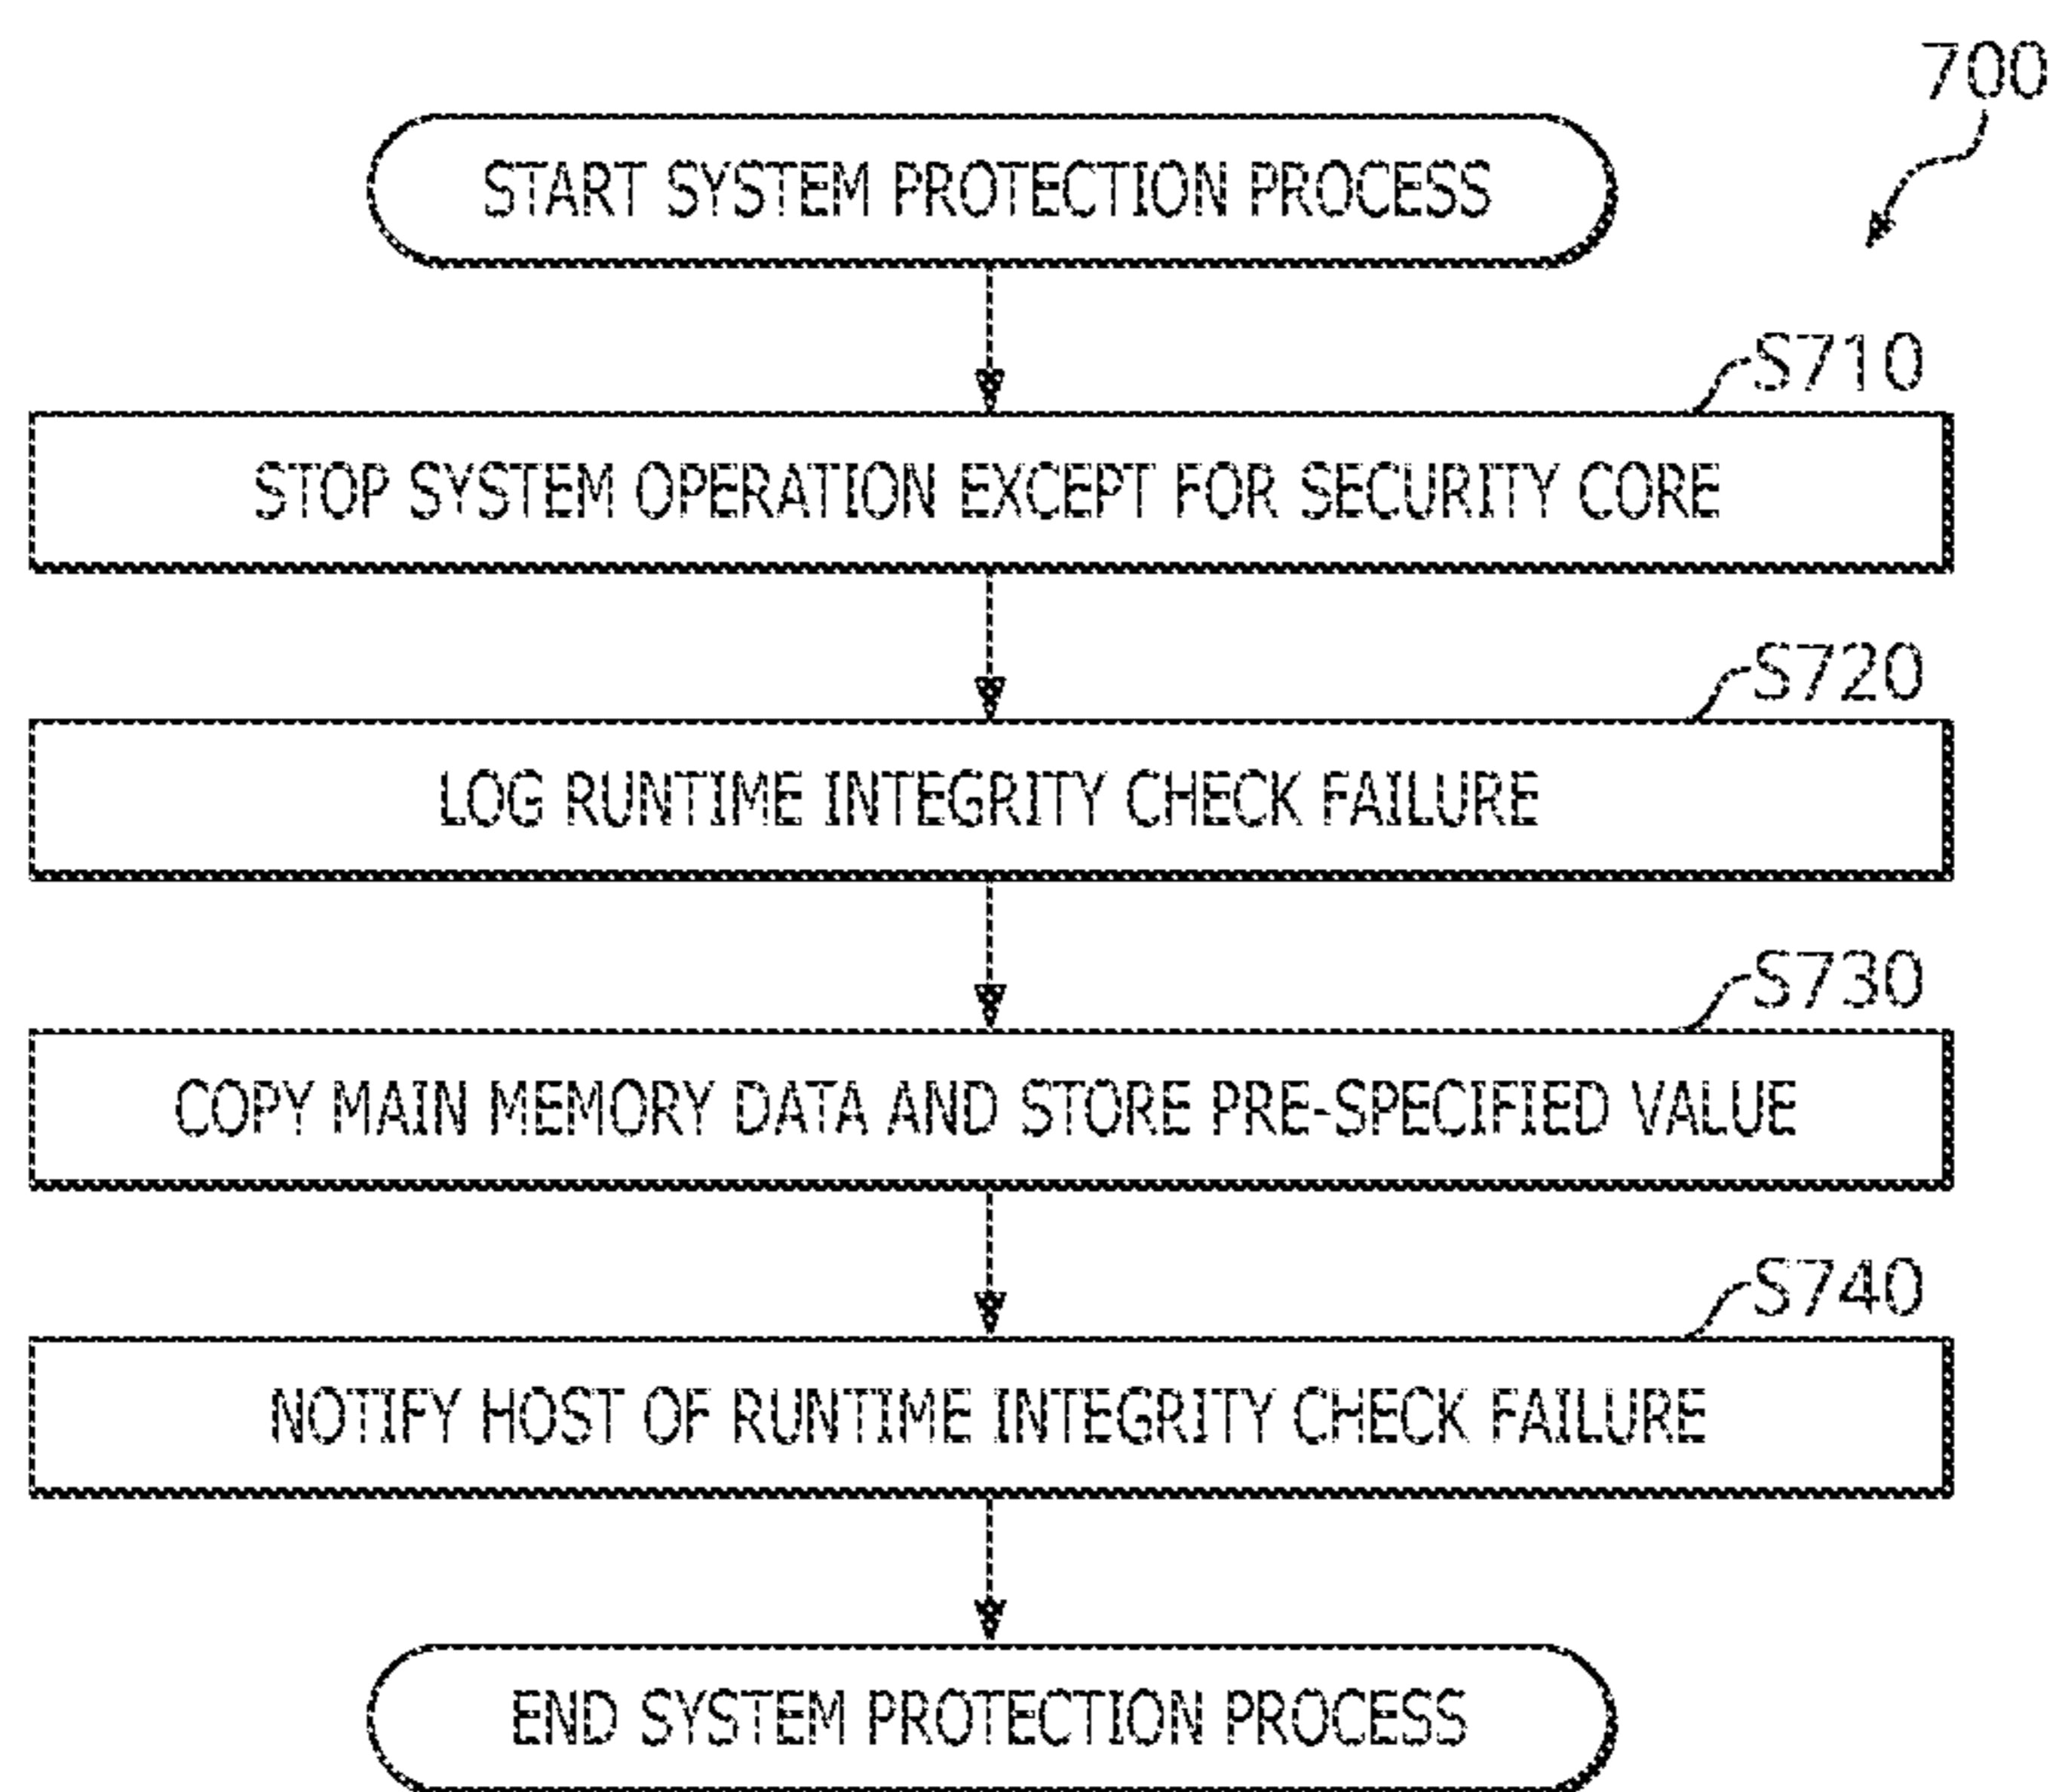 700
START SYSTEM PROTECTION PROCESS
S710
STOP SYSTEM OPERATION EXCEPT FOR SECURITY CORE
S720
LOG RUNTIME INTEGRITY CHECK FAILURE
S730
COPY MAIN MEMORY DATA AND STORE PRE-SPECIFIED VALUE
S740
NOTIFY HOST OF RUNTIME INTEGRITY CHECK FAILURE
END SYSTEM PROTECTION PROCESS